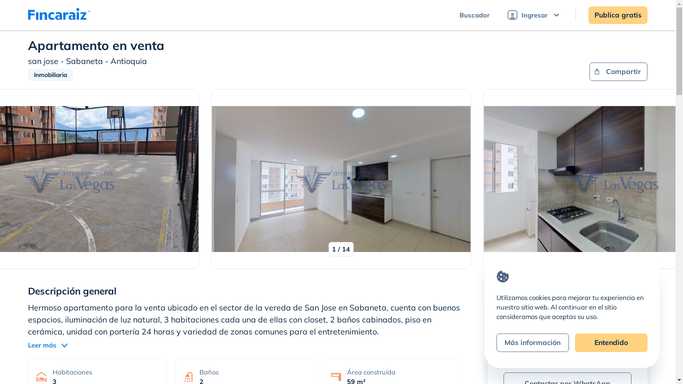 Fincaraiz
Buscador
Ingresar
Publica gratis
Apartamento en venta
san jose - Sabaneta - Antioquia
Inmobiliaria
Compartir
Las Vegas
Las Vegas
Las Vegas
1 / 14
Descripción general
Hermoso apartamento para la venta ubicado en el sector de la vereda de San Jose en Sabaneta, cuenta con buenos
espacios, iluminación de luz natural, 3 habitaciones cada una de ellas con closet, 2 baños cabinados, piso en
cerámica, unidad con portería 24 horas y variedad de zonas comunes para el entretenimiento.
Leer más
Habitaciones
3
Baños
2
Área construida
59 m²
Utilizamos cookies para mejorar tu experiencia en
nuestro sitio web. Al continuar en el sitio
consideramos que aceptas su uso.
Más información
Entendido
Contactar por WhatsApp